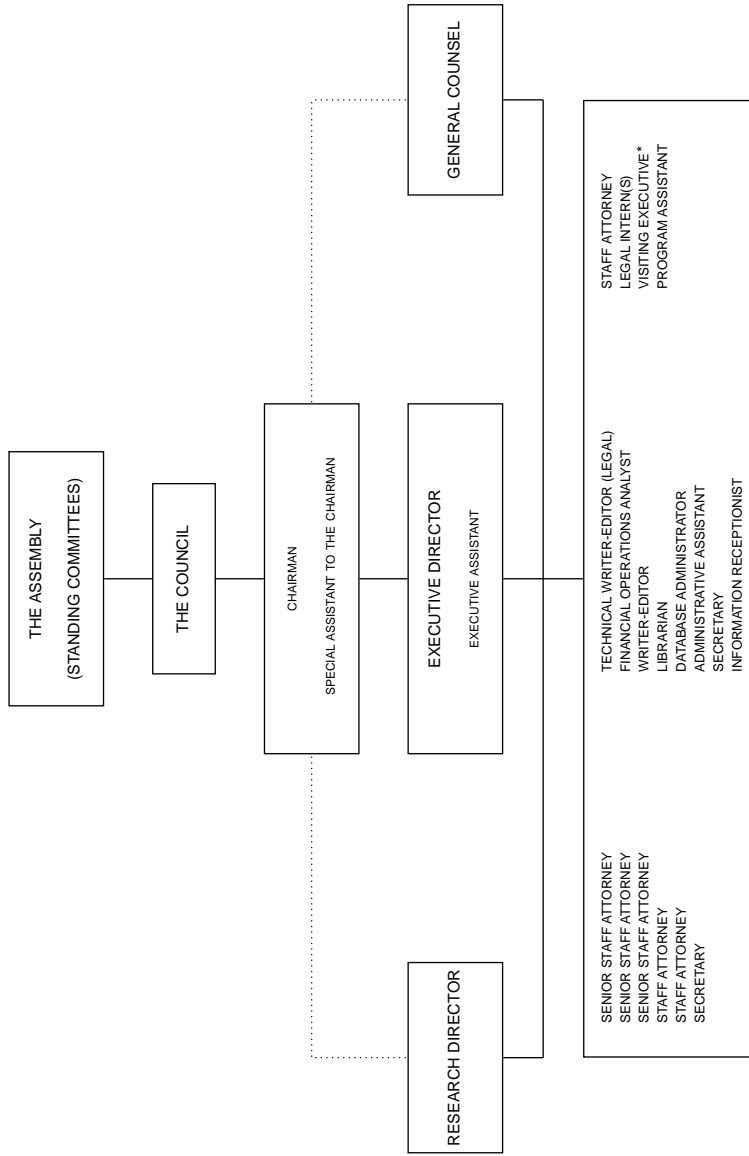 THE ASSEMBLY
(STANDING COMMITTEES)
THE COUNCIL
CHAIRMAN
SPECIAL ASSISTANT TO THE CHAIRMAN
RESEARCH DIRECTOR
EXECUTIVE DIRECTOR
EXECUTIVE ASSISTANT
GENERAL COUNSEL
SENIOR STAFF ATTORNEY
SENIOR STAFF ATTORNEY
SENIOR STAFF ATTORNEY
STAFF ATTORNEY
STAFF ATTORNEY
SECRETARY
TECHNICAL WRITER-EDITOR (LEGAL)
FINANCIAL OPERATIONS ANALYST
WRITER-EDITOR
LIBRARIAN
DATABASE ADMINISTRATOR
ADMINISTRATIVE ASSISTANT
SECRETARY
INFORMATION RECEPTIONIST
STAFF ATTORNEY
LEGAL INTERN(S)
VISITING EXECUTIVE*
PROGRAM ASSISTANT